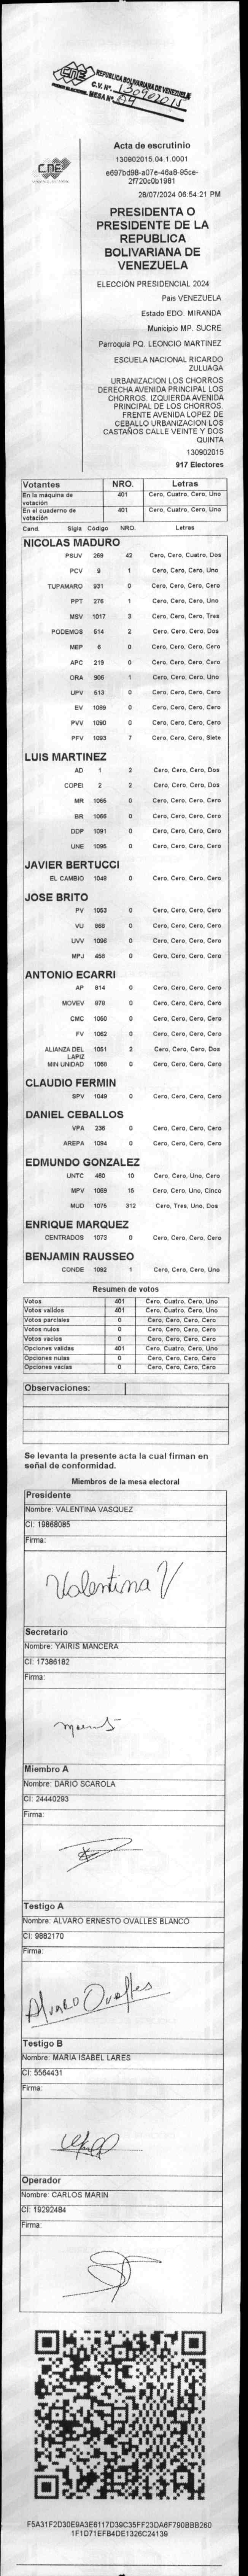 CNE
REPUBLICA BOLIVARIANA DE VENEZUELA
PODER ELECTORAL
C.V. Nº 130902015
MESA Nº 04
CNE
Acta de escrutinio
130902015.04.1.0001
e697bd98-a07e-46a8-95ce-
2f720c0b1981
28/07/2024 06:54:21 PM
PRESIDENTA O
PRESIDENTE DE LA
REPUBLICA
BOLIVARIANA DE
VENEZUELA
ELECCIÓN PRESIDENCIAL 2024
Pais VENEZUELA
Estado EDO. MIRANDA
Municipio MP. SUCRE
Parroquia PQ. LEONCIO MARTINEZ
ESCUELA NACIONAL RICARDO
ZULUAGA
URBANIZACION LOS CHORROS
DERECHA AVENIDA PRINCIPAL LOS
CHORROS. IZQUIERDA AVENIDA
PRINCIPAL DE LOS CHORROS.
FRENTE AVENIDA LOPEZ DE
CEBALLO URBANIZACION LOS
CASTAÑOS CALLE VEINTE Y DOS
QUINTA
130902015
917 Electores
Votantes NRO. Letras
En la máquina de votación 401 Cero, Cuatro, Cero, Uno
En el cuaderno de votación 401 Cero, Cuatro, Cero, Uno
Cand. Sigla Código NRO. Letras
NICOLAS MADURO
PSUV 269 42 Cero, Cero, Cuatro, Dos
PCV 9 1 Cero, Cero, Cero, Uno
TUPAMARO 931 0 Cero, Cero, Cero, Cero
PPT 276 1 Cero, Cero, Cero, Uno
MSV 1017 3 Cero, Cero, Cero, Tres
PODEMOS 514 2 Cero, Cero, Cero, Dos
MEP 6 0 Cero, Cero, Cero, Cero
APC 219 0 Cero, Cero, Cero, Cero
ORA 906 1 Cero, Cero, Cero, Uno
UPV 513 0 Cero, Cero, Cero, Cero
EV 1089 0 Cero, Cero, Cero, Cero
PVV 1090 0 Cero, Cero, Cero, Cero
PFV 1093 7 Cero, Cero, Cero, Siete
LUIS MARTINEZ
AD 1 2 Cero, Cero, Cero, Dos
COPEI 2 2 Cero, Cero, Cero, Dos
MR 1065 0 Cero, Cero, Cero, Cero
BR 1066 0 Cero, Cero, Cero, Cero
DDP 1091 0 Cero, Cero, Cero, Cero
UNE 1095 0 Cero, Cero, Cero, Cero
JAVIER BERTUCCI
EL CAMBIO 1048 0 Cero, Cero, Cero, Cero
JOSE BRITO
PV 1053 0 Cero, Cero, Cero, Cero
VU 969 0 Cero, Cero, Cero, Cero
UVV 1096 0 Cero, Cero, Cero, Cero
MPJ 456 0 Cero, Cero, Cero, Cero
ANTONIO ECARRI
AP 814 0 Cero, Cero, Cero, Cero
MOVEV 978 0 Cero, Cero, Cero, Cero
CMC 1050 0 Cero, Cero, Cero, Cero
FV 1062 0 Cero, Cero, Cero, Cero
ALIANZA DEL LAPIZ 1051 2 Cero, Cero, Cero, Dos
MIN UNIDAD 1068 0 Cero, Cero, Cero, Cero
CLAUDIO FERMIN
SPV 1049 0 Cero, Cero, Cero, Cero
DANIEL CEBALLOS
VPA 236 0 Cero, Cero, Cero, Cero
AREPA 1094 0 Cero, Cero, Cero, Cero
EDMUNDO GONZALEZ
UNTC 460 10 Cero, Cero, Uno, Cero
MPV 1069 15 Cero, Cero, Uno, Cinco
MUD 1075 312 Cero, Tres, Uno, Dos
ENRIQUE MARQUEZ
CENTRADOS 1073 0 Cero, Cero, Cero, Cero
BENJAMIN RAUSSEO
CONDE 1092 1 Cero, Cero, Cero, Uno
Resumen de votos
Votos 401 Cero, Cuatro, Cero, Uno
Votos validos 401 Cero, Cuatro, Cero, Uno
Votos parciales 0 Cero, Cero, Cero, Cero
Votos nulos 0 Cero, Cero, Cero, Cero
Votos vacios 0 Cero, Cero, Cero, Cero
Opciones validas 401 Cero, Cuatro, Cero, Uno
Opciones nulas 0 Cero, Cero, Cero, Cero
Opciones vacias 0 Cero, Cero, Cero, Cero
Observaciones:
Se levanta la presente acta la cual firman en
señal de conformidad.
Miembros de la mesa electoral
Presidente
Nombre: VALENTINA VASQUEZ
CI: 19868085
Firma:
Valentina V
Secretario
Nombre: YAIRIS MANCERA
CI: 17386182
Firma:
Miembro A
Nombre: DARIO SCAROLA
CI: 24440293
Firma:
Testigo A
Nombre: ALVARO ERNESTO OVALLES BLANCO
CI: 9882170
Firma:
Alvaro Ovalles
Testigo B
Nombre: MARIA ISABEL LARES
CI: 5564431
Firma:
Operador
Nombre: CARLOS MARIN
CI: 19292484
Firma:
F5A31F2D30E9A3E6117D39C35FF23DA6F790BBB260
1F1D71EFB4DE1326C24139